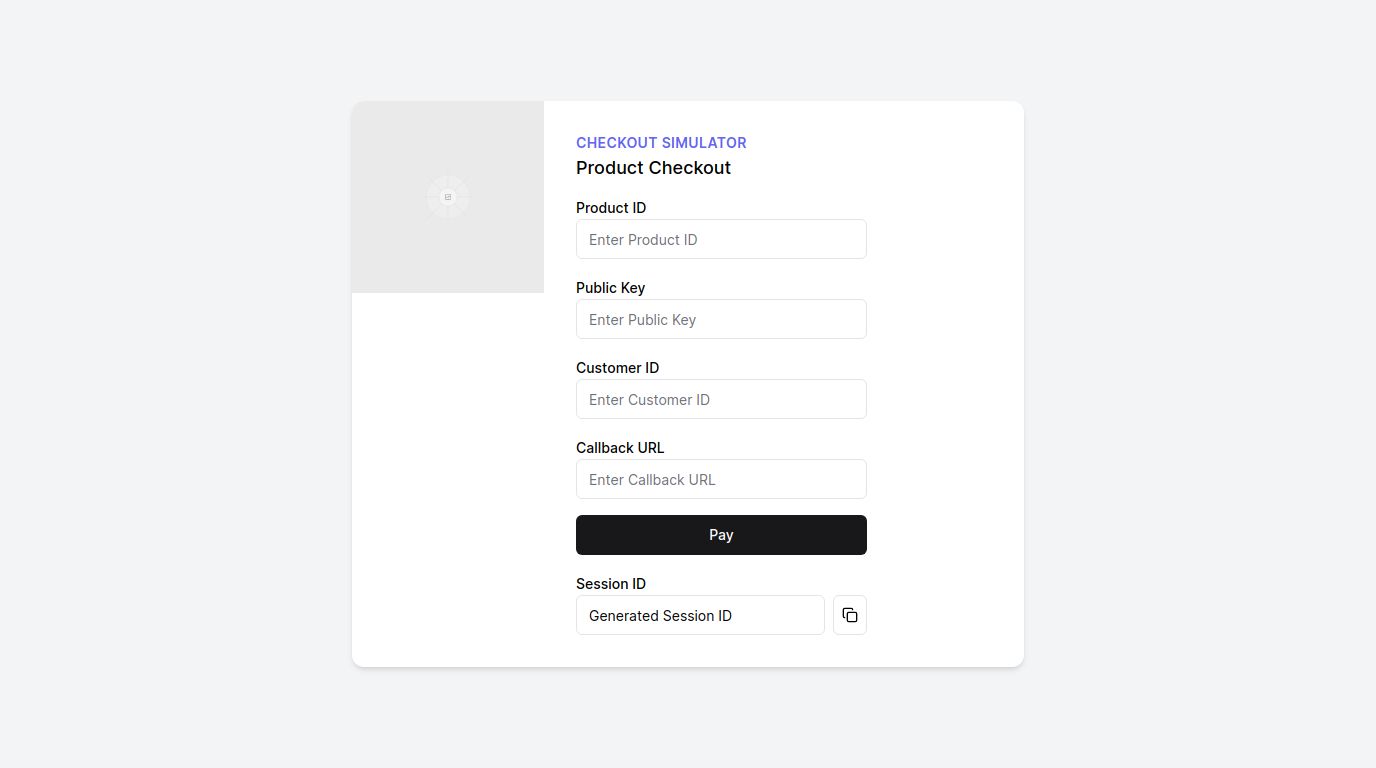 CHECKOUT SIMULATOR
Product Checkout
Product ID
Enter Product ID
Public Key
Enter Public Key
Customer ID
Enter Customer ID
Callback URL
Enter Callback URL
Pay
Session ID
Generated Session ID